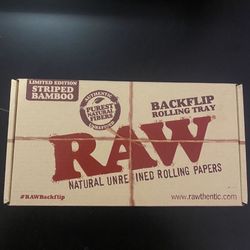 LIMITED EDITION
STRIPED
BAMBOO
AUTHENTIC
PUREST
NATURAL
FIBERS
BACKFLIP
ROLLING TRAY
RAW
NATURAL UNREFINED ROLLING PAPERS
#RAWBackflip
www.rawthentic.com